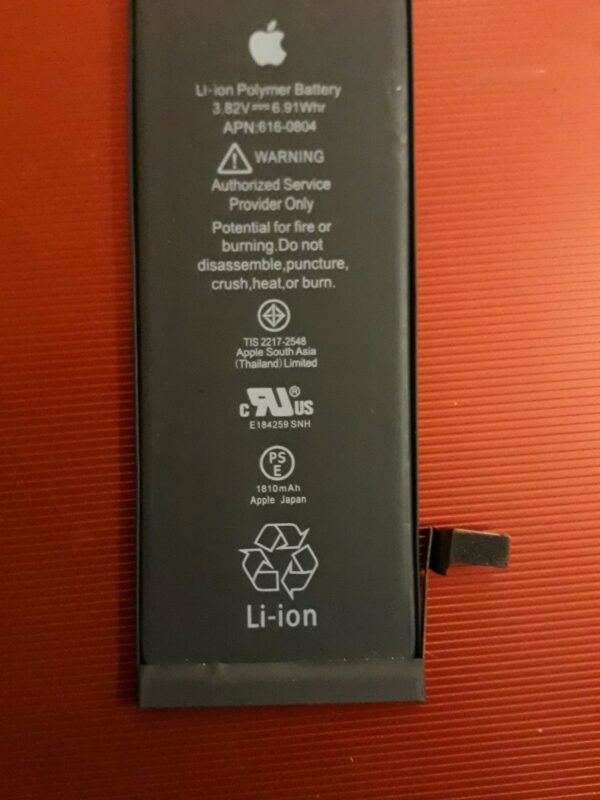 Li-ion Polymer Battery
3.82V⎓6.91Whr
APN:616-0804
WARNING
Authorized Service
Provider Only
Potential for fire or
burning.Do not
disassemble,puncture,
crush,heat,or burn.
TIS 2217-2548
Apple South Asia
(Thailand) Limited
c RU® US
E184259 SNH
PS
E
1810mAh
Apple Japan
Li-ion